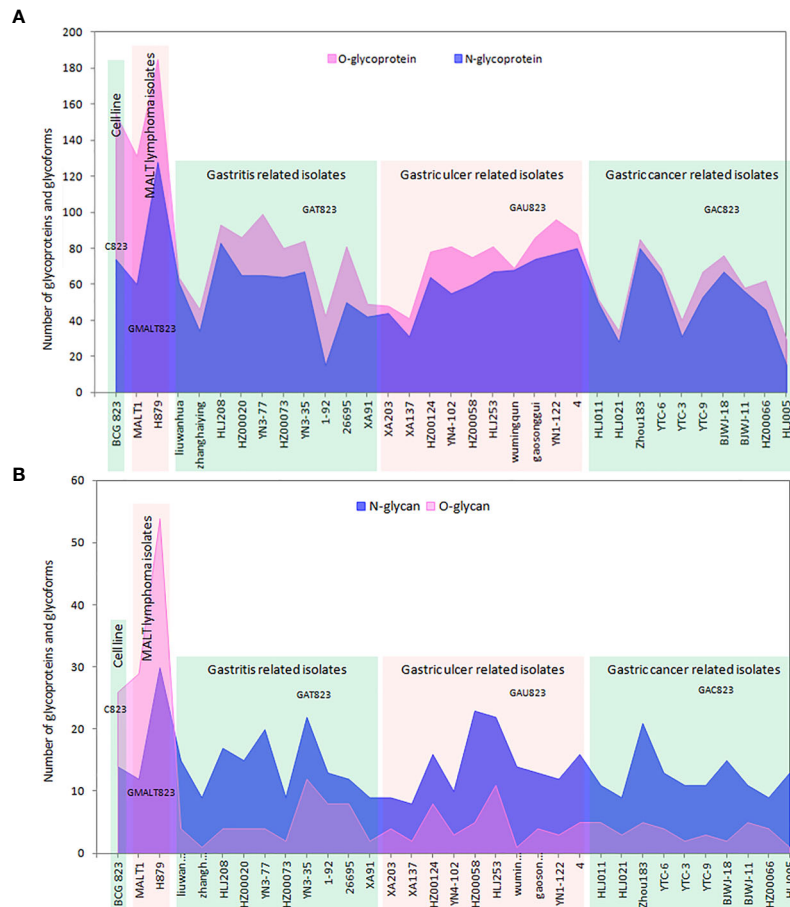 A
Number of glycoproteins and glycoforms
200
180
160
140
120
100
80
60
40
20
0
O-glycoprotein
N-glycoprotein
Cell line
MALT lymphoma isolates
Gastritis related isolates
Gastric ulcer related isolates
Gastric cancer related isolates
C823
GMALT823
GAT823
GAU823
GAC823
BCG 823
MALT1
H879
liuwanhua
zhanghaiying
HLJ208
HZ00020
YN3-77
HZ00073
YN3-35
1-92
26695
XA91
XA203
XA137
HZ00124
YN4-102
HZ00058
HLJ253
wumingqun
gaosonggui
YN1-122
4
HLJ011
HLJ021
Zhou183
YTC-6
YTC-3
YTC-9
BJWJ-18
BJWJ-11
HZ00066
HLJ005
B
Number of glycoproteins and glycoforms
60
50
40
30
20
10
0
N-glycan
O-glycan
Cell line
MALT lymphoma isolates
Gastritis related isolates
Gastric ulcer related isolates
Gastric cancer related isolates
C823
GMALT823
GAT823
GAU823
GAC823
BCG 823
MALT1
H879
liuwan...
zhangh...
HLJ208
HZ00020
YN3-77
HZ00073
YN3-35
1-92
26695
XA91
XA203
XA137
HZ00124
YN4-102
HZ00058
HLJ253
wumin...
gaoson...
YN1-122
4
HLJ011
HLJ021
Zhou183
YTC-6
YTC-3
YTC-9
BJWJ-18
BJWJ-11
HZ00066
HLJ005